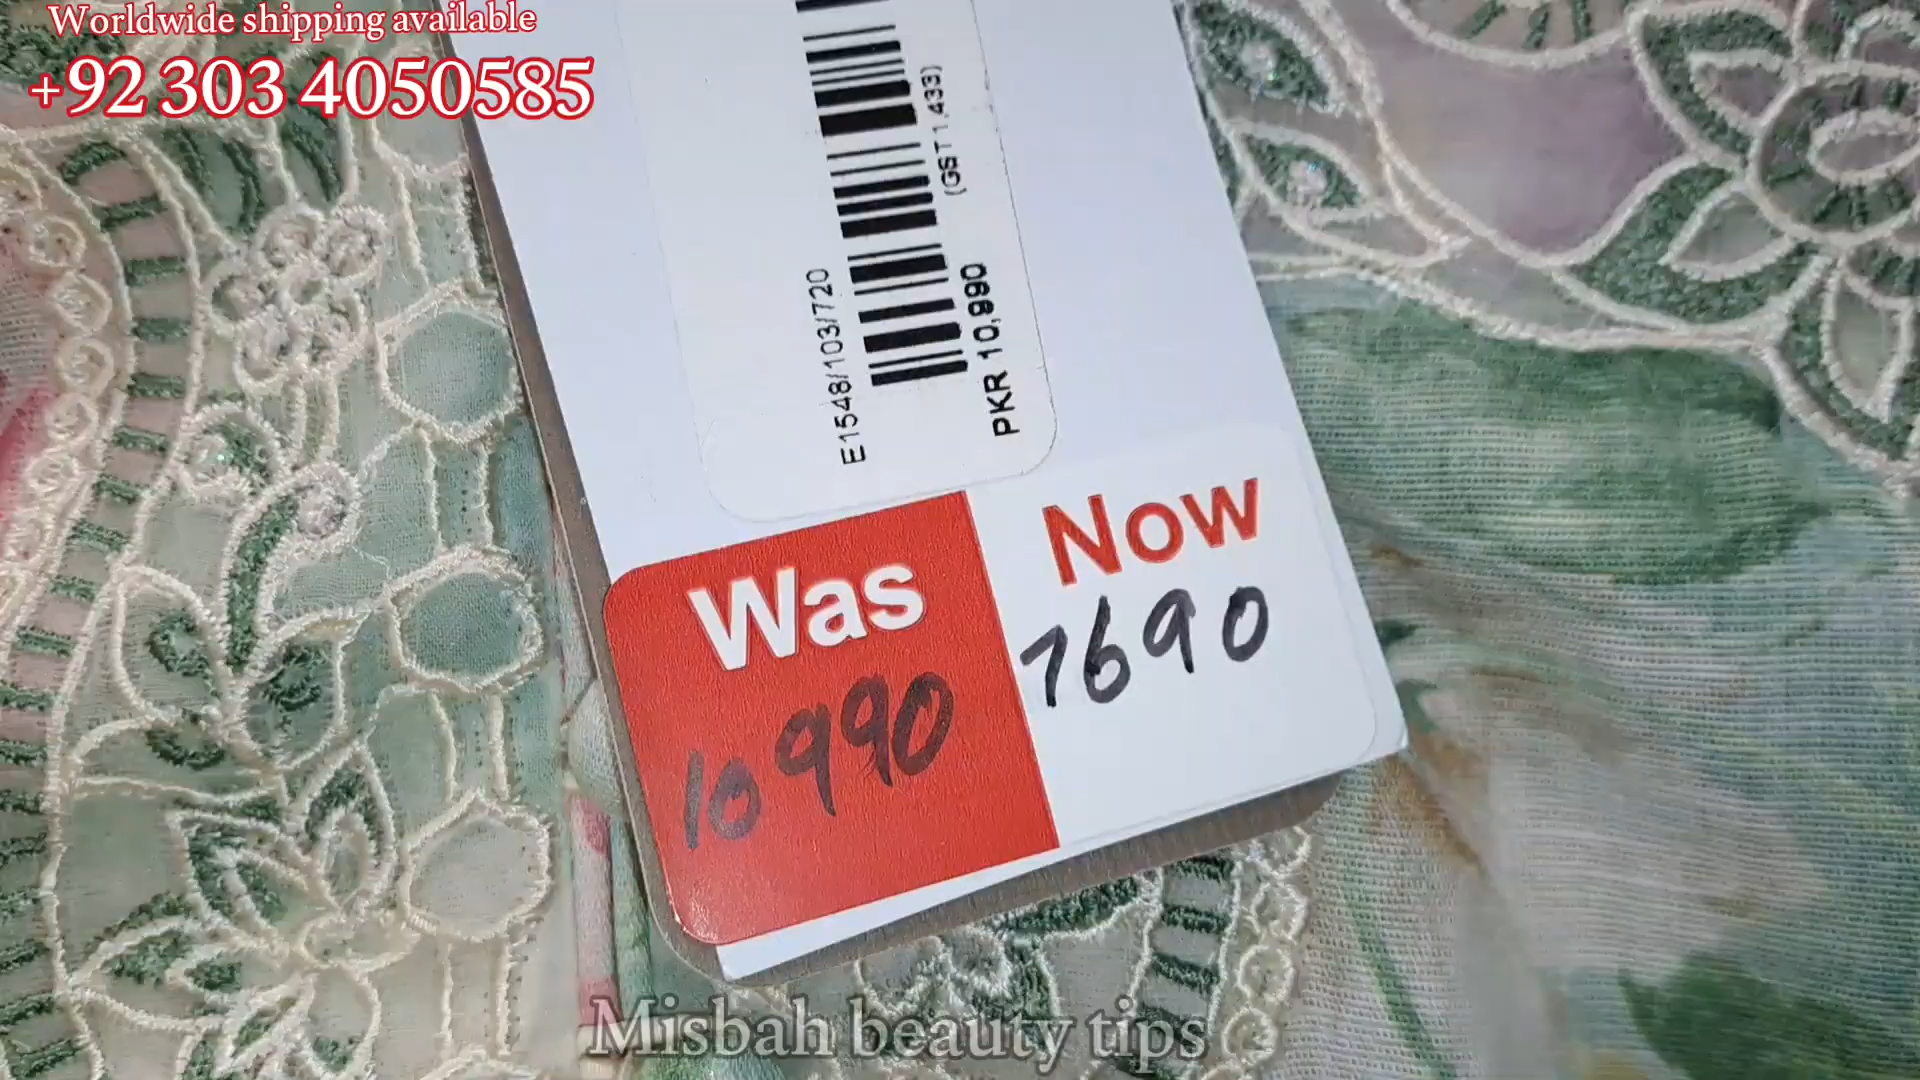 Worldwide shipping available
+92 303 4050585
E1548/103/720
PKR 10,990
(GST 1,433)
Was
10990
Now
7690
Misbah beauty tips